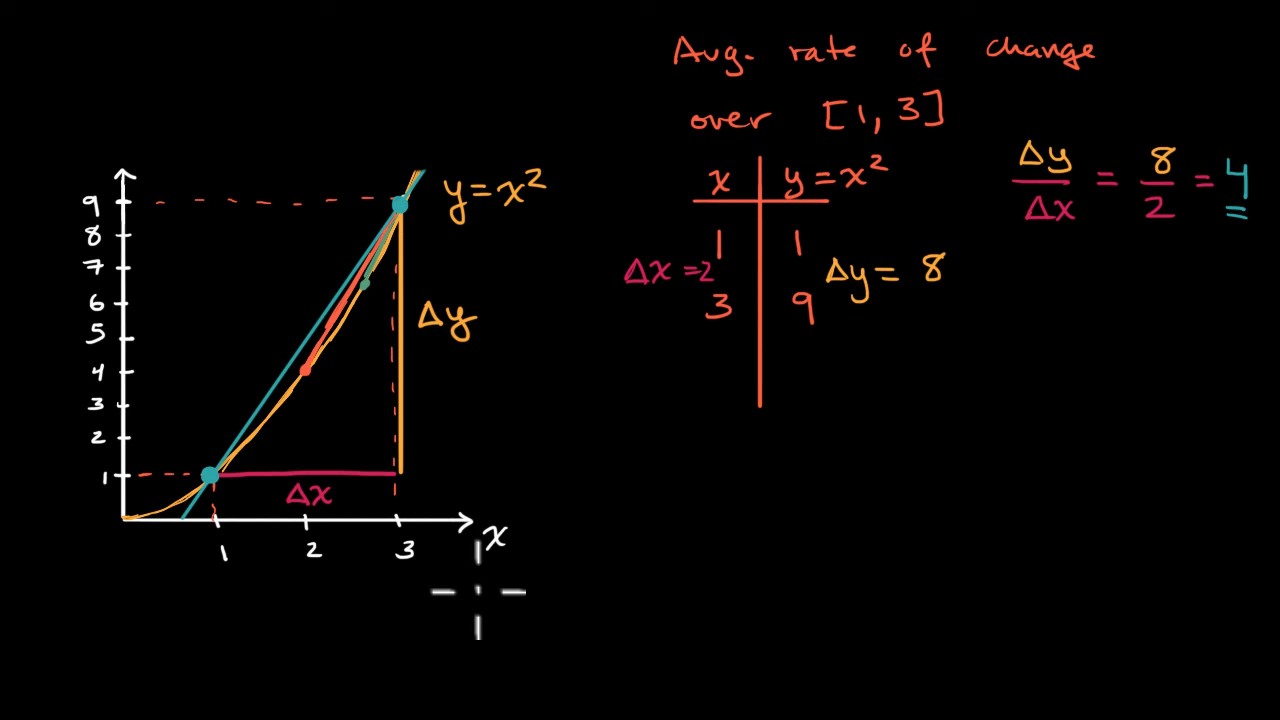 Avg. rate of change
over [1, 3]
x | y = x²
1 | 1
Δx = 2 Δy = 8
3 | 9
Δy/Δx = 8/2 = 4
y = x²
9
8
7
6
5
4
3
2
1
Δy
Δx
x
1 2 3